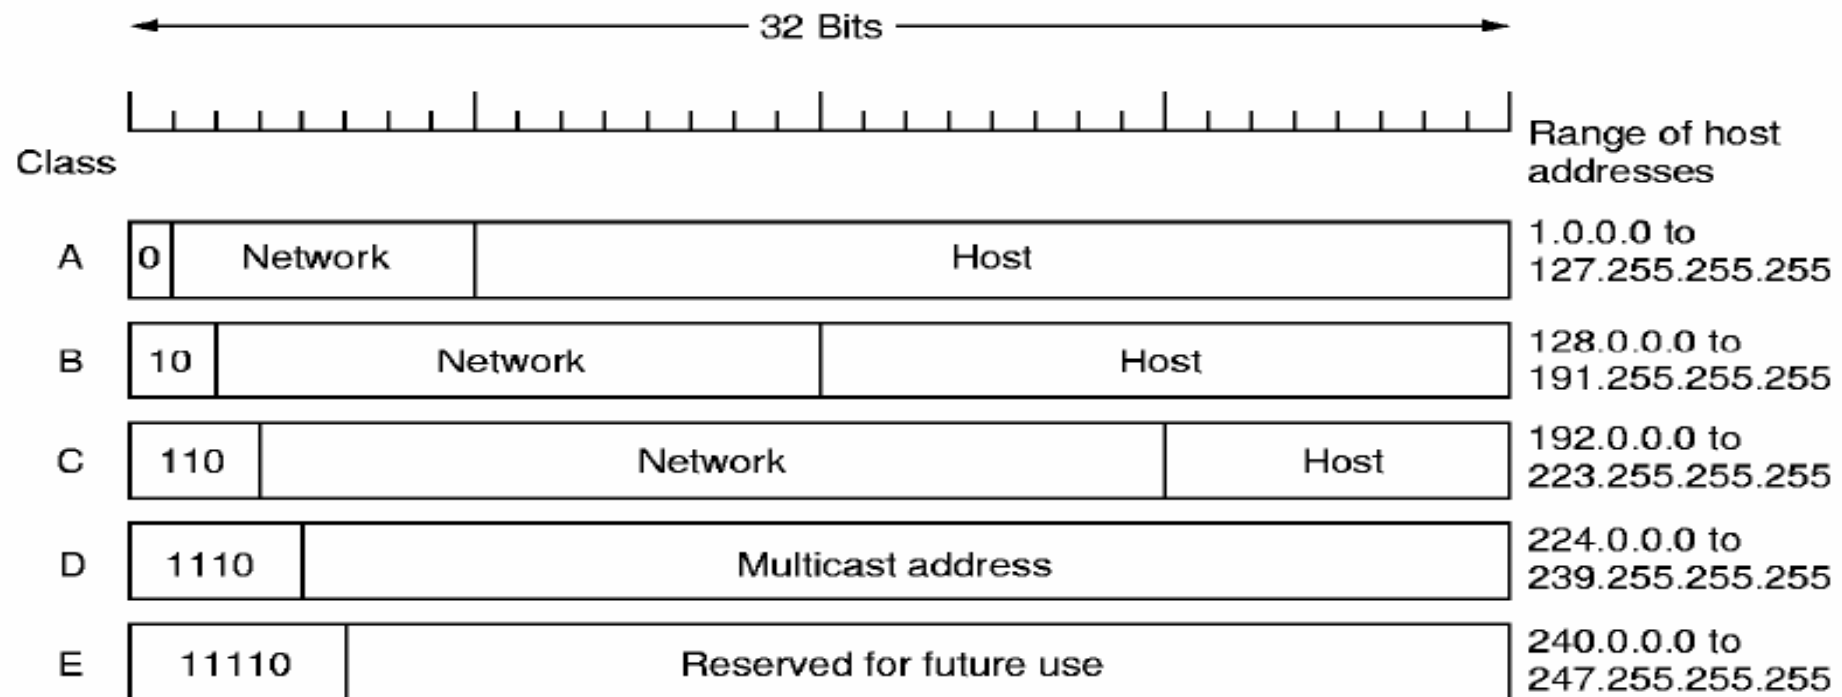 32 Bits
Range of host
addresses
Class
A
0
Network
Host
1.0.0.0 to
127.255.255.255
B
10
Network
Host
128.0.0.0 to
191.255.255.255
C
110
Network
Host
192.0.0.0 to
223.255.255.255
D
1110
Multicast address
224.0.0.0 to
239.255.255.255
E
11110
Reserved for future use
240.0.0.0 to
247.255.255.255